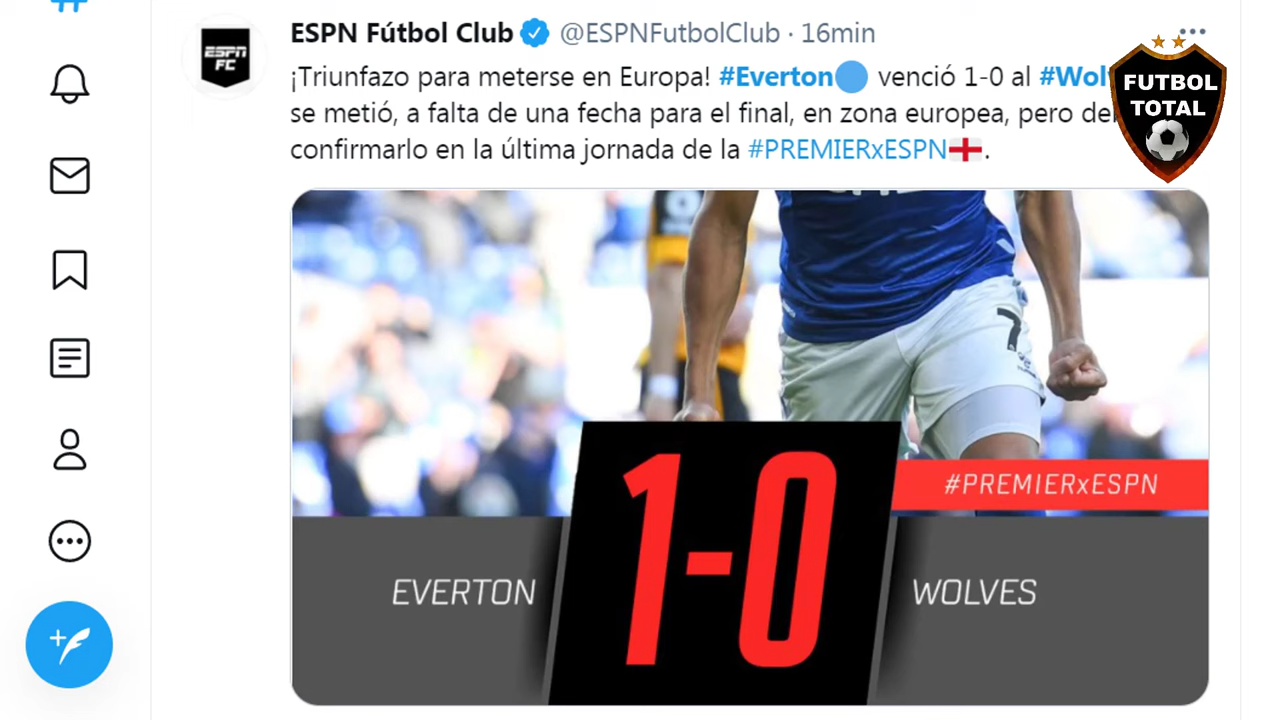 ESPN Fútbol Club @ESPNFutbolClub · 16min
¡Triunfazo para meterse en Europa! #Everton venció 1-0 al
se metió, a falta de una fecha para el final, en zona europea, pero
confirmarlo en la última jornada de la #PREMIERxESPN.
ESPN
FC
FUTBOL
TOTAL
7
#PREMIERxESPN
1-0
EVERTON
WOLVES